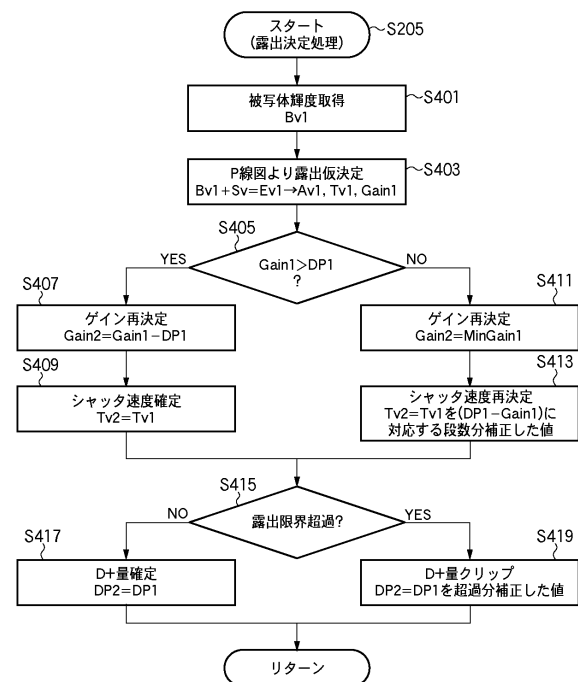 スタート
(露出決定処理)
S205
被写体輝度取得
Bv1
S401
P線図より露出仮決定
Bv1+Sv=Ev1→Av1, Tv1, Gain1
S403
S405
Gain1>DP1
?
YES
NO
S407
ゲイン再決定
Gain2=Gain1−DP1
S411
ゲイン再決定
Gain2=MinGain1
S409
シャッタ速度確定
Tv2=Tv1
S413
シャッタ速度再決定
Tv2=Tv1を(DP1−Gain1)に
対応する段数分補正した値
S415
露出限界超過?
NO
YES
S417
D+量確定
DP2=DP1
S419
D+量クリップ
DP2=DP1を超過分補正した値
リターン